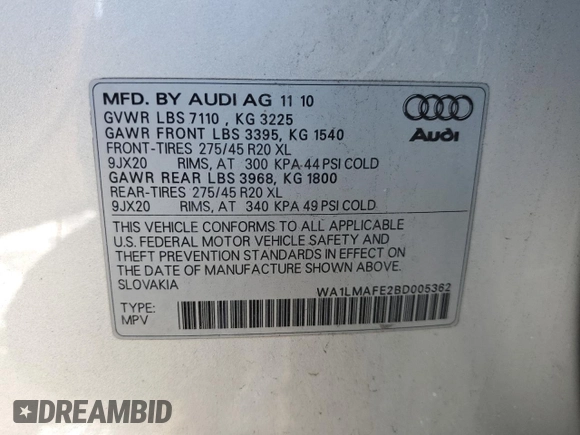 MFD. BY AUDI AG 11 10
GVWR LBS 7110 , KG 3225
GAWR FRONT LBS 3395, KG 1540
FRONT-TIRES 275/45 R20 XL
9JX20 RIMS, AT 300 KPA 44 PSI COLD
GAWR REAR LBS 3968, KG 1800
REAR-TIRES 275/45 R20 XL
9JX20 RIMS, AT 340 KPA 49 PSI COLD
Audi
THIS VEHICLE CONFORMS TO ALL APPLICABLE
U.S. FEDERAL MOTOR VEHICLE SAFETY AND
THEFT PREVENTION STANDARDS IN EFFECT ON
THE DATE OF MANUFACTURE SHOWN ABOVE.
SLOVAKIA
WA1LMAFE2BD005362
TYPE:
MPV
DREAMBID